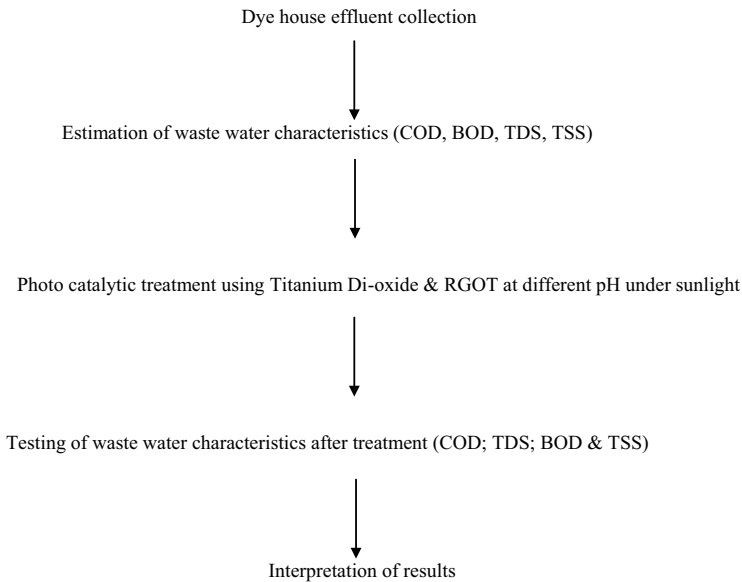 Dye house effluent collection
Estimation of waste water characteristics (COD, BOD, TDS, TSS)
Photo catalytic treatment using Titanium Di-oxide & RGOT at different pH under sunlight
Testing of waste water characteristics after treatment (COD; TDS; BOD & TSS)
Interpretation of results